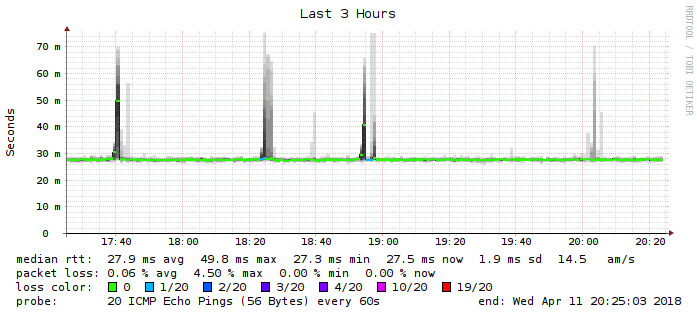 Last 3 Hours
RRDTOOL / TOBI OETIKER
Seconds
70 m
60 m
50 m
40 m
30 m
20 m
10 m
0
17:40 18:00 18:20 18:40 19:00 19:20 19:40 20:00 20:20
median rtt: 27.9 ms avg 49.8 ms max 27.3 ms min 27.5 ms now 1.9 ms sd 14.5 am/s
packet loss: 0.06 % avg 4.50 % max 0.00 % min 0.00 % now
loss color: 0 1/20 2/20 3/20 4/20 10/20 19/20
probe: 20 ICMP Echo Pings (56 Bytes) every 60s end: Wed Apr 11 20:25:03 2018